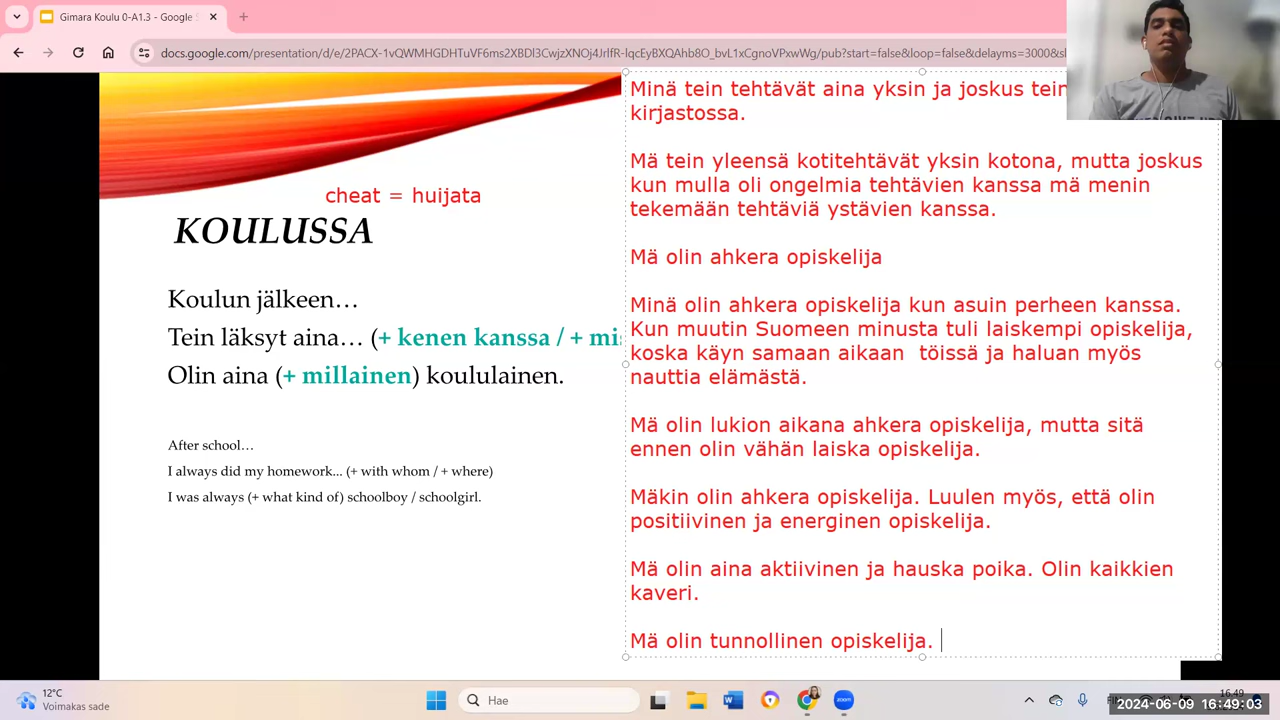 Gimara Koulu 0-A1.3 - Google S
docs.google.com/presentation/d/e/2PACX-1vQWMHGDHTuVF6ms2XBDl3CwjzXNOj4JrIfR-lqcEyBXQAhb8O_bvL1xCgnoVPxwWg/pub?start=false&loop=false&delayms=3000&sl
Minä tein tehtävät aina yksin ja joskus tein
kirjastossa.
Mä tein yleensä kotitehtävät yksin kotona, mutta joskus
kun mulla oli ongelmia tehtävien kanssa mä menin
tekemään tehtäviä ystävien kanssa.
Mä olin ahkera opiskelija
Minä olin ahkera opiskelija kun asuin perheen kanssa.
Kun muutin Suomeen minusta tuli laiskempi opiskelija,
koska käyn samaan aikaan töissä ja haluan myös
nauttia elämästä.
Mä olin lukion aikana ahkera opiskelija, mutta sitä
ennen olin vähän laiska opiskelija.
Mäkin olin ahkera opiskelija. Luulen myös, että olin
positiivinen ja energinen opiskelija.
Mä olin aina aktiivinen ja hauska poika. Olin kaikkien
kaveri.
Mä olin tunnollinen opiskelija.
cheat = huijata
KOULUSSA
Koulun jälkeen…
Tein läksyt aina… (+ kenen kanssa / + mi
Olin aina (+ millainen) koululainen.
After school…
I always did my homework... (+ with whom / + where)
I was always (+ what kind of) schoolboy / schoolgirl.
12°C
Voimakas sade
Hae
zoom
16.49
2024-06-09 16:49:03